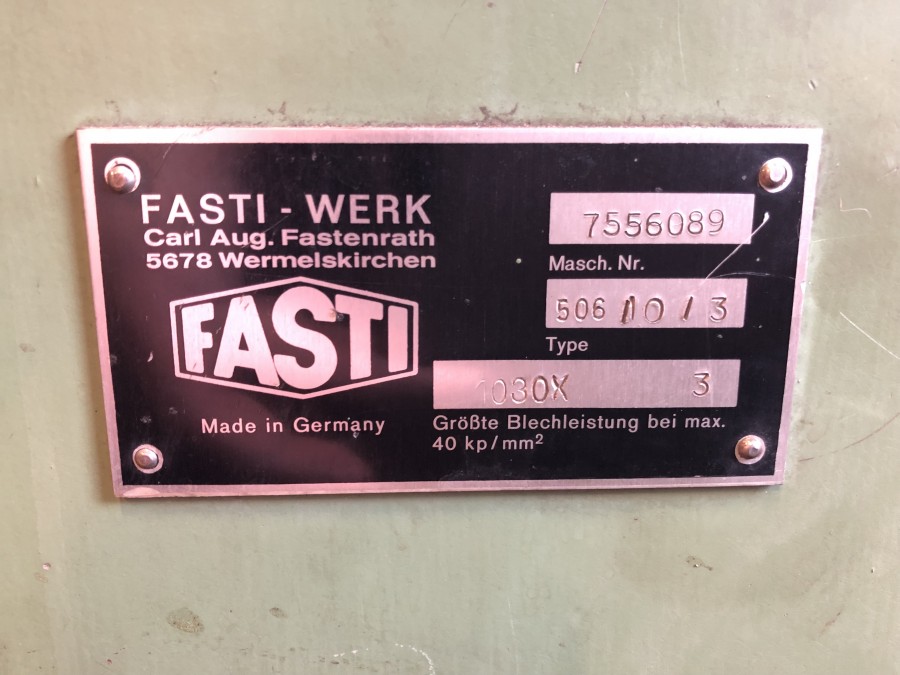 FASTI - WERK
Carl Aug. Fastenrath
5678 Wermelskirchen
FASTI
Made in Germany
7556089
Masch. Nr.
506 10 / 3
Type
1030X 3
Größte Blechleistung bei max.
40 kp/mm²